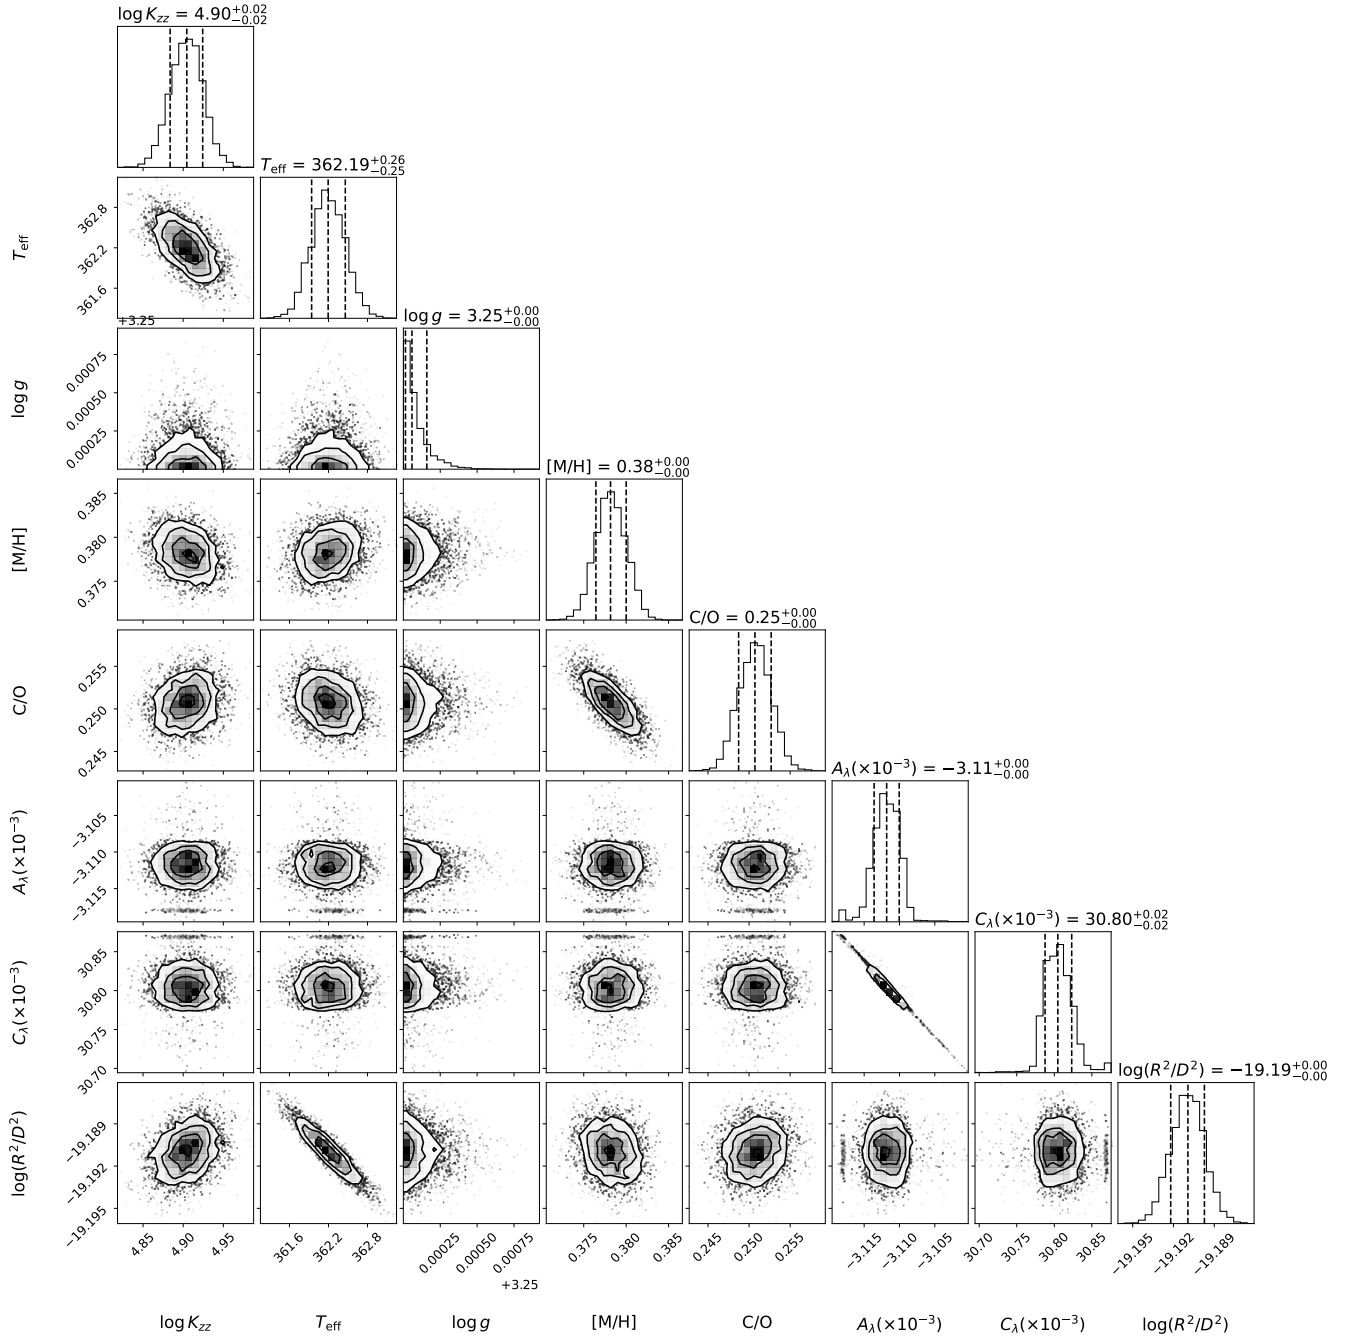 log K_zz = 4.90 +0.02 −0.02
T_eff = 362.19 +0.26 −0.25
T_eff
362.8
362.2
361.6
+3.25
log g = 3.25 +0.00 −0.00
log g
0.00075
0.00050
0.00025
[M/H] = 0.38 +0.00 −0.00
[M/H]
0.385
0.380
0.375
C/O = 0.25 +0.00 −0.00
C/O
0.255
0.250
0.245
A_λ(×10⁻³) = −3.11 +0.00 −0.00
A_λ(×10⁻³)
−3.105
−3.110
−3.115
C_λ(×10⁻³) = 30.80 +0.02 −0.02
C_λ(×10⁻³)
30.85
30.80
30.75
30.70
log(R²/D²) = −19.19 +0.00 −0.00
log(R²/D²)
−19.189
−19.192
−19.195
4.85 4.90 4.95
361.6 362.2 362.8
0.00025 0.00050 0.00075
+3.25
0.375 0.380 0.385
0.245 0.250 0.255
−3.115 −3.110 −3.105
30.70 30.75 30.80 30.85
−19.195 −19.192 −19.189
log K_zz T_eff log g [M/H] C/O A_λ(×10⁻³) C_λ(×10⁻³) log(R²/D²)